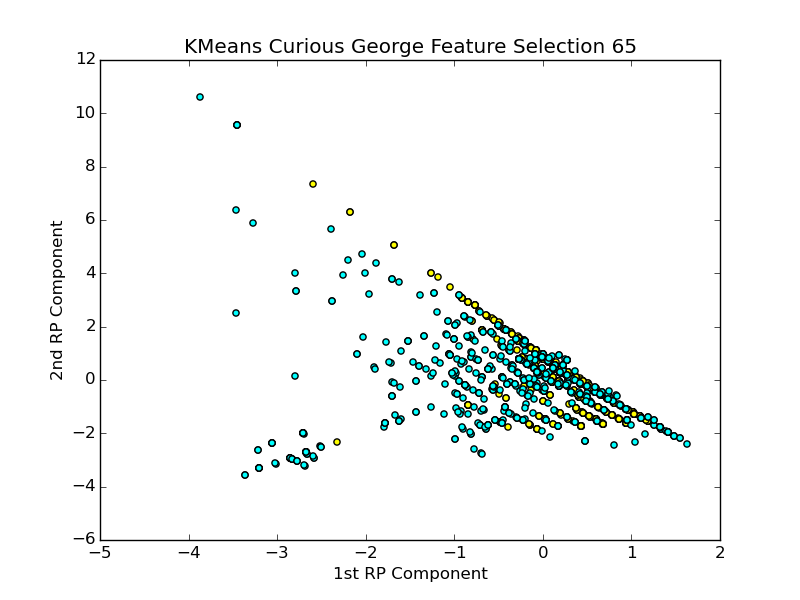 KMeans Curious George Feature Selection 65
12
10
8
6
4
2
0
−2
−4
−6
2nd RP Component
−5 −4 −3 −2 −1 0 1 2
1st RP Component